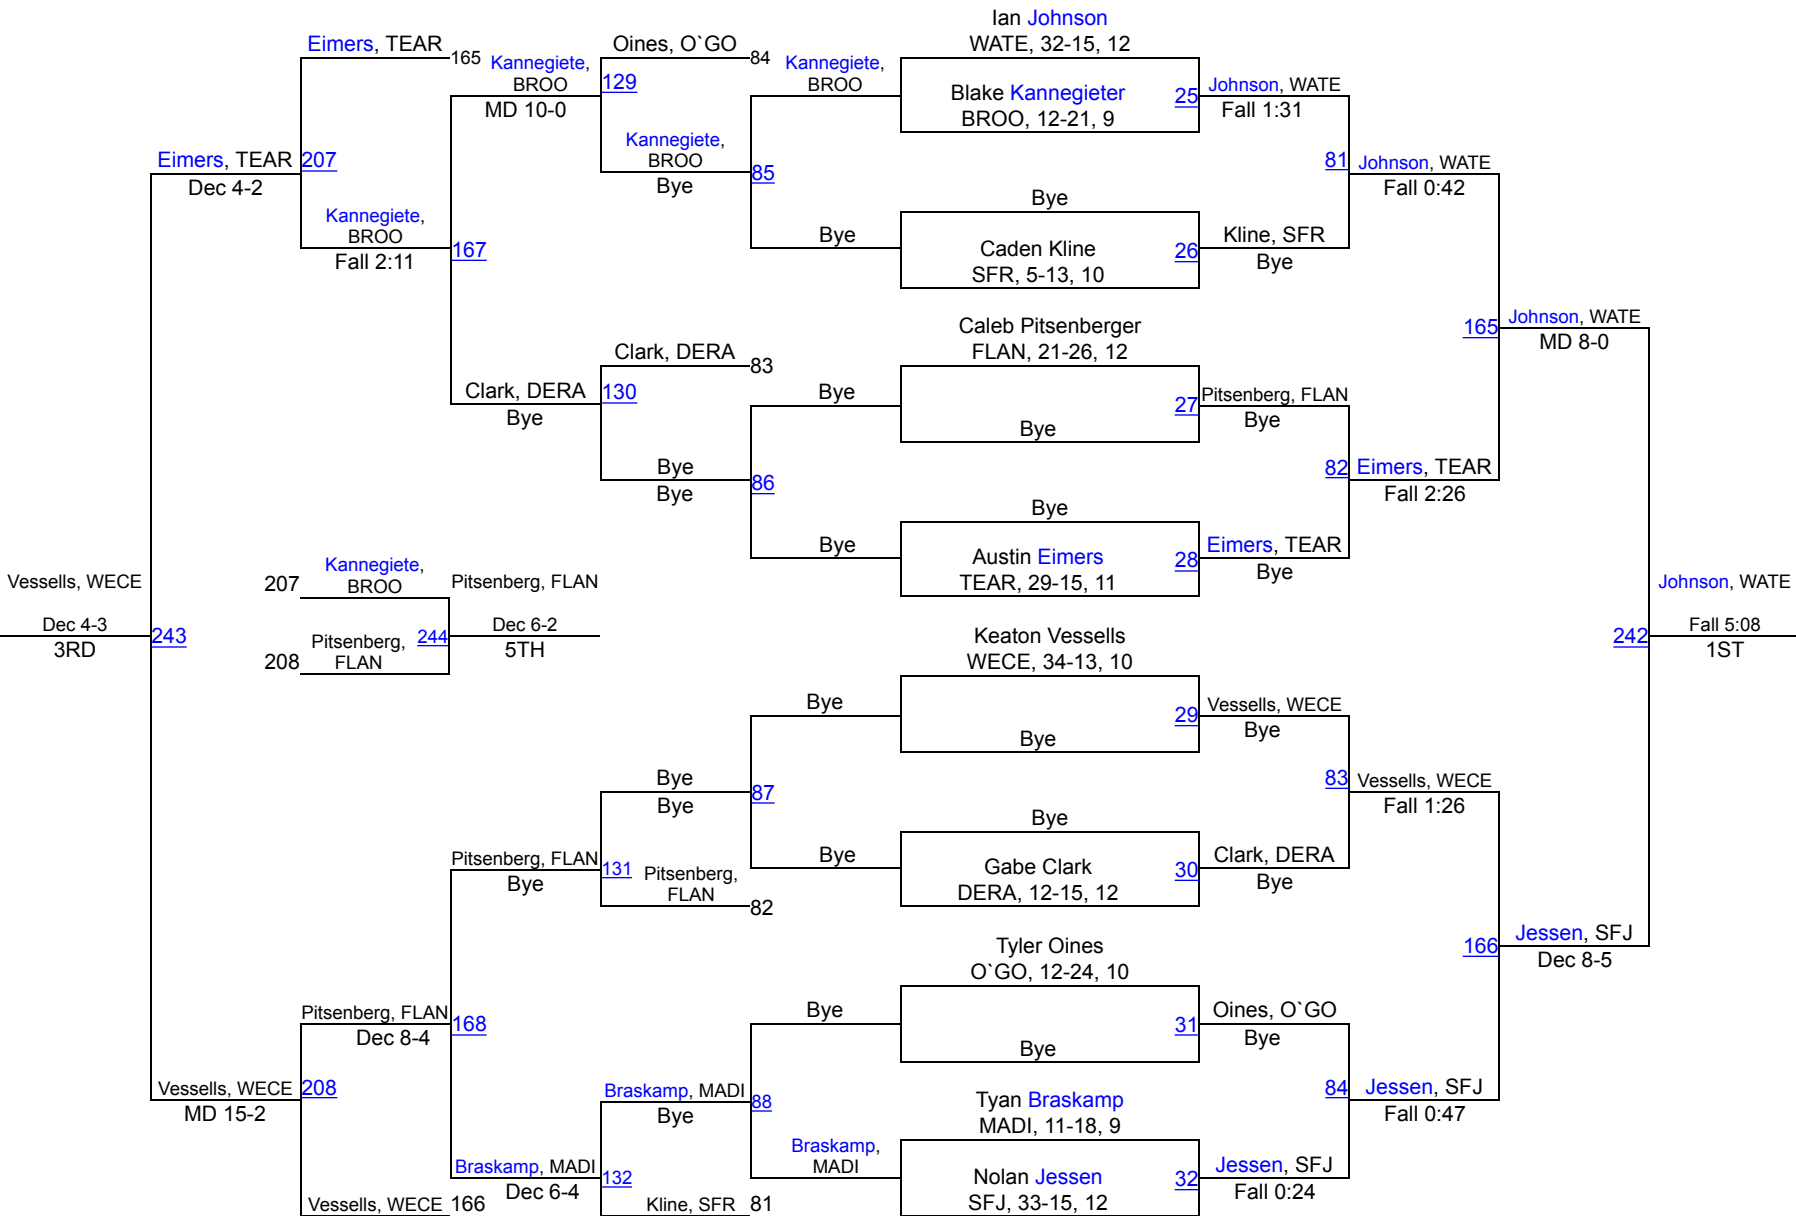 Ian Johnson
WATE, 32-15, 12
Blake Kannegieter
BROO, 12-21, 9
25
Bye
Caden Kline
SFR, 5-13, 10
26
Caleb Pitsenberger
FLAN, 21-26, 12
27
Bye
Bye
Austin Eimers
TEAR, 29-15, 11
28
Keaton Vessells
WECE, 34-13, 10
29
Bye
Bye
Gabe Clark
DERA, 12-15, 12
30
Tyler Oines
O`GO, 12-24, 10
31
Bye
Tyan Braskamp
MADI, 11-18, 9
Nolan Jessen
SFJ, 33-15, 12
32
Johnson, WATE
Fall 1:31
81
Kline, SFR
Bye
Pitsenberg, FLAN
Bye
82
Eimers, TEAR
Bye
Vessells, WECE
Bye
83
Clark, DERA
Bye
Oines, O`GO
Bye
84
Jessen, SFJ
Fall 0:24
Johnson, WATE
Fall 0:42
165
Eimers, TEAR
Fall 2:26
Vessells, WECE
Fall 1:26
166
Jessen, SFJ
Fall 0:47
Johnson, WATE
MD 8-0
242
Jessen, SFJ
Dec 8-5
Johnson, WATE
Fall 5:08
1ST
Kannegiete,
BROO
85
Bye
Bye
86
Bye
Bye
87
Bye
Bye
88
Braskamp,
MADI
Oines, O`GO
84
129
Kannegiete,
BROO
Bye
Clark, DERA
83
130
Bye
Bye
Bye
Bye
131
Pitsenberg,
FLAN
82
Braskamp, MADI
Bye
132
Kline, SFR
81
Kannegiete,
BROO
MD 10-0
167
Clark, DERA
Bye
Pitsenberg, FLAN
Bye
168
Braskamp, MADI
Dec 6-4
Eimers, TEAR
165
207
Kannegiete,
BROO
Fall 2:11
Pitsenberg, FLAN
Dec 8-4
208
Vessells, WECE
166
Eimers, TEAR
Dec 4-2
243
Vessells, WECE
MD 15-2
Vessells, WECE
Dec 4-3
3RD
207
Kannegiete,
BROO
244
208
Pitsenberg,
FLAN
Pitsenberg, FLAN
Dec 6-2
5TH